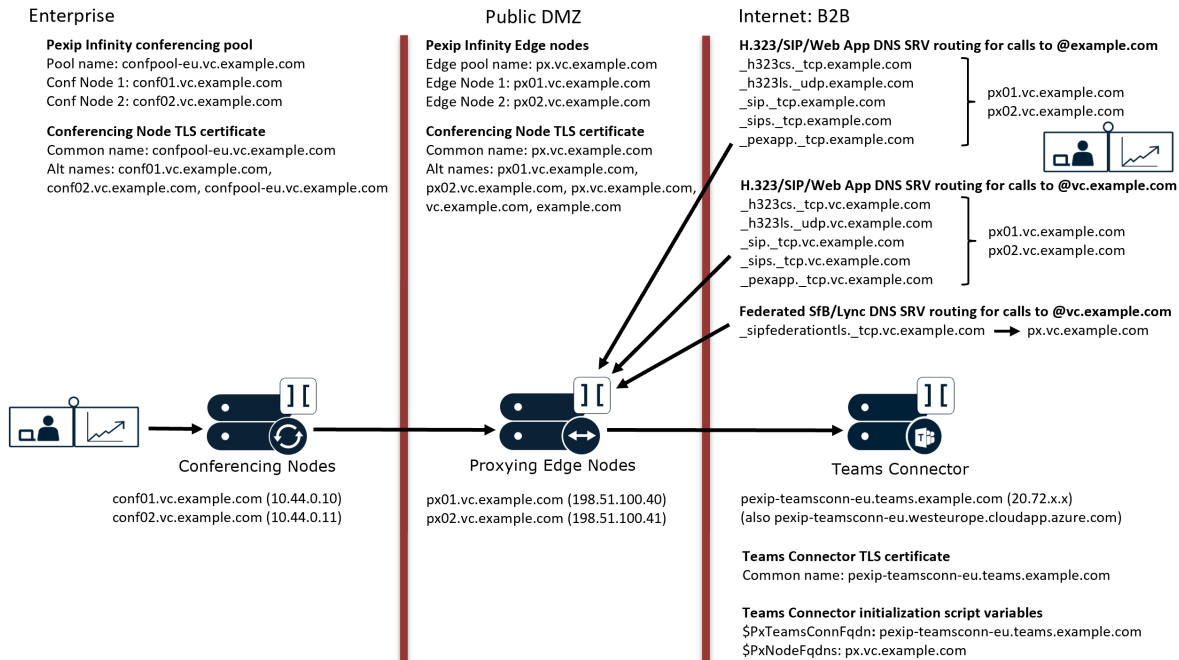 Enterprise
Pexip Infinity conferencing pool
Pool name: confpool-eu.vc.example.com
Conf Node 1: conf01.vc.example.com
Conf Node 2: conf02.vc.example.com
Conferencing Node TLS certificate
Common name: confpool-eu.vc.example.com
Alt names: conf01.vc.example.com,
conf02.vc.example.com, confpool-eu.vc.example.com
Conferencing Nodes
conf01.vc.example.com (10.44.0.10)
conf02.vc.example.com (10.44.0.11)
Public DMZ
Pexip Infinity Edge nodes
Edge pool name: px.vc.example.com
Edge Node 1: px01.vc.example.com
Edge Node 2: px02.vc.example.com
Conferencing Node TLS certificate
Common name: px.vc.example.com
Alt names: px01.vc.example.com,
px02.vc.example.com, px.vc.example.com,
vc.example.com, example.com
][
Proxying Edge Nodes
px01.vc.example.com (198.51.100.40)
px02.vc.example.com (198.51.100.41)
Internet: B2B
H.323/SIP/Web App DNS SRV routing for calls to @example.com
_h323cs._tcp.example.com
_h323ls._udp.example.com
_sip._tcp.example.com
_sips._tcp.example.com
_pexapp._tcp.example.com
px01.vc.example.com
px02.vc.example.com
H.323/SIP/Web App DNS SRV routing for calls to @vc.example.com
_h323cs._tcp.vc.example.com
_h323ls._udp.vc.example.com
_sip._tcp.vc.example.com
_sips._tcp.vc.example.com
_pexapp._tcp.vc.example.com
px01.vc.example.com
px02.vc.example.com
Federated SfB/Lync DNS SRV routing for calls to @vc.example.com
_sipfederationtls._tcp.vc.example.com
px.vc.example.com
T
Teams Connector
pexip-teamsconn-eu.teams.example.com (20.72.x.x)
(also pexip-teamsconn-eu.westeurope.cloudapp.azure.com)
Teams Connector TLS certificate
Common name: pexip-teamsconn-eu.teams.example.com
Teams Connector initialization script variables
$PxTeamsConnFqdn: pexip-teamsconn-eu.teams.example.com
$PxNodeFqdns: px.vc.example.com